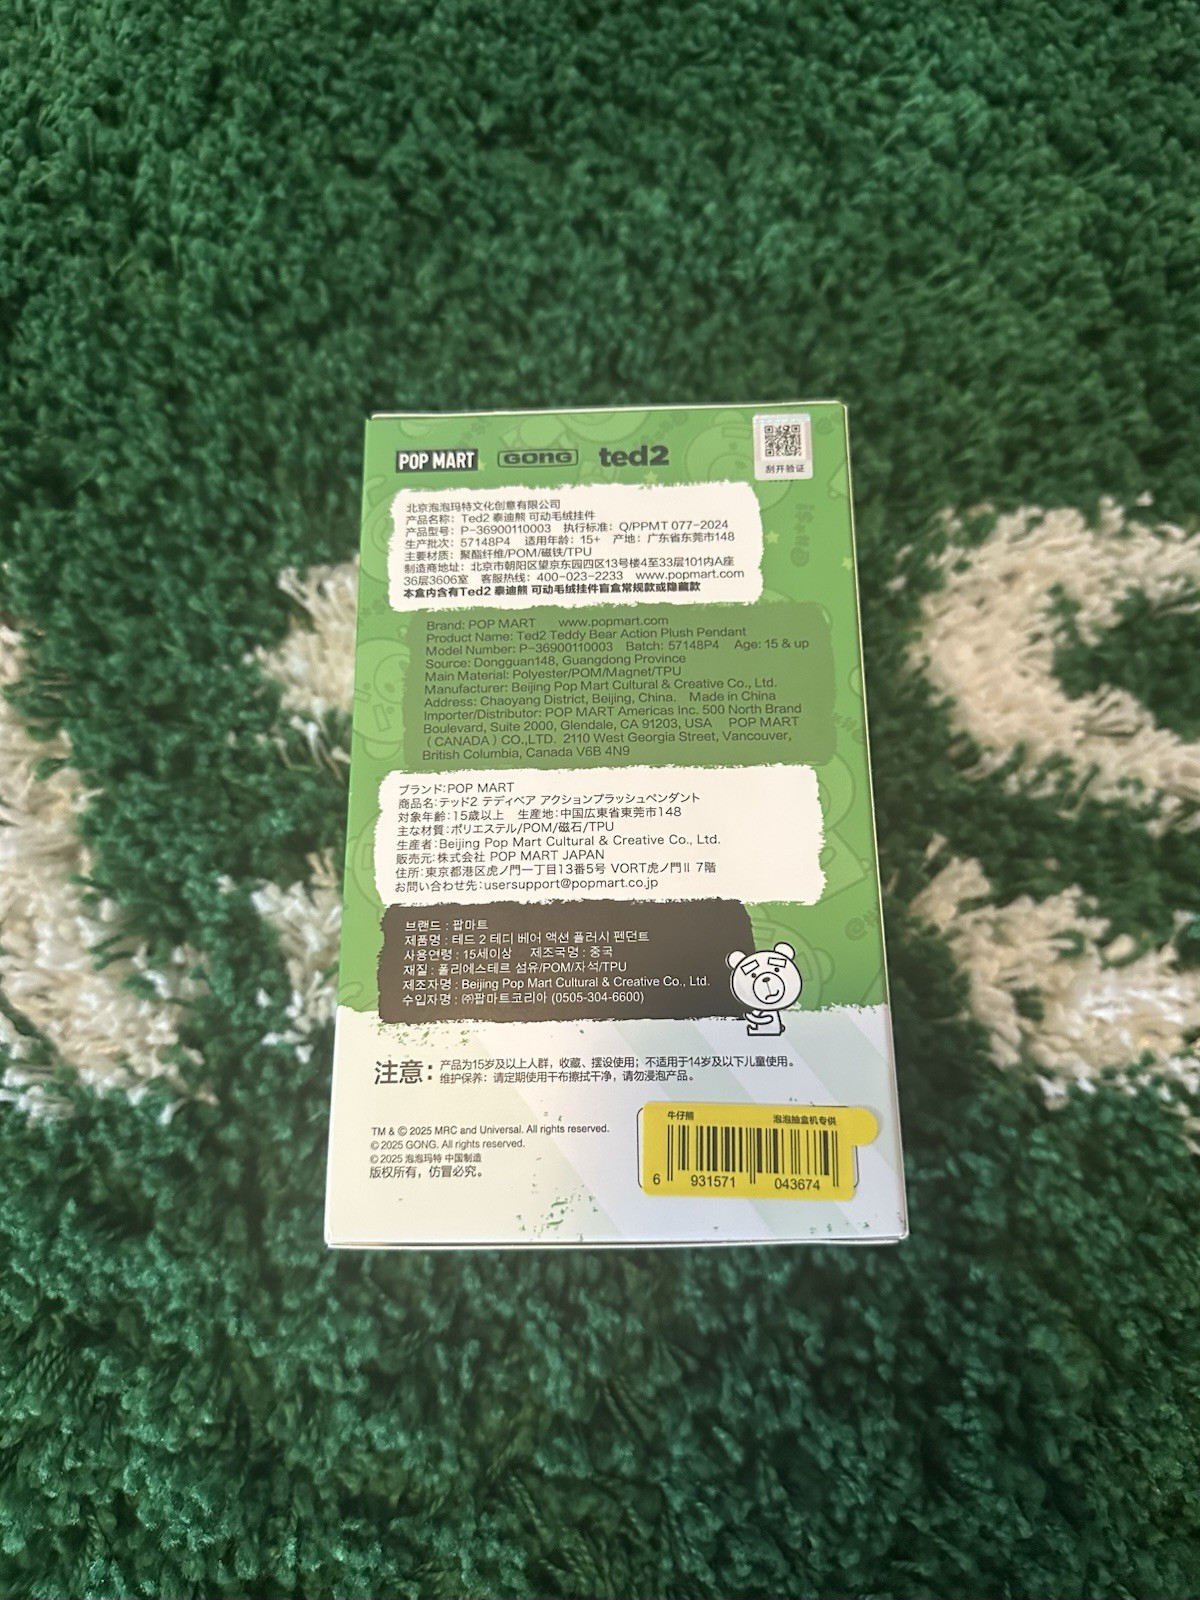 POP MART GONG ted2
刮开验证
北京泡泡玛特文化创意有限公司
产品名称：Ted2 泰迪熊 可动毛绒挂件
产品型号：P-36900110003 执行标准：Q/PPMT 077-2024
生产批次：57148P4 适用年龄：15+ 产地：广东省东莞市148
主要材质：聚酯纤维/POM/磁铁/TPU
制造商地址：北京市朝阳区望京东园四区13号楼4至33层101内A座
36层3606室 客服热线：400-023-2233 www.popmart.com
本盒内含有Ted2 泰迪熊 可动毛绒挂件盲盒常规款或隐藏款
Brand: POP MART www.popmart.com
Product Name: Ted2 Teddy Bear Action Plush Pendant
Model Number: P-36900110003 Batch: 57148P4 Age: 15 & up
Source: Dongguan148, Guangdong Province
Main Material: Polyester/POM/Magnet/TPU
Manufacturer: Beijing Pop Mart Cultural & Creative Co., Ltd.
Address: Chaoyang District, Beijing, China. Made in China
Importer/Distributor: POP MART Americas Inc. 500 North Brand
Boulevard, Suite 2000, Glendale, CA 91203, USA POP MART
（CANADA）CO.,LTD. 2110 West Georgia Street, Vancouver,
British Columbia, Canada V6B 4N9
ブランド：POP MART
商品名：テッド2 テディベア アクションプラッシュペンダント
対象年齢：15歳以上 生産地：中国広東省東莞市148
主な材質：ポリエステル/POM/磁石/TPU
生産者：Beijing Pop Mart Cultural & Creative Co., Ltd.
販売元：株式会社 POP MART JAPAN
住所：東京都港区虎ノ門一丁目13番5号 VORT虎ノ門Ⅱ 7階
お問い合わせ先：usersupport@popmart.co.jp
브랜드 : 팝마트
제품명 : 테드 2 테디 베어 액션 플러시 펜던트
사용연령 : 15세이상 제조국명 : 중국
재질 : 폴리에스테르 섬유/POM/자석/TPU
제조자명 : Beijing Pop Mart Cultural & Creative Co., Ltd.
수입자명 : ㈜팝마트코리아 (0505-304-6600)
注意：产品为15岁及以上人群，收藏、摆设使用；不适用于14岁及以下儿童使用。
维护保养：请定期使用干布擦拭干净，请勿浸泡产品。
TM & © 2025 MRC and Universal. All rights reserved.
© 2025 GONG. All rights reserved.
© 2025 泡泡玛特 中国制造
版权所有，仿冒必究。
牛仔熊 泡泡抽盒机专供
6 931571 043674